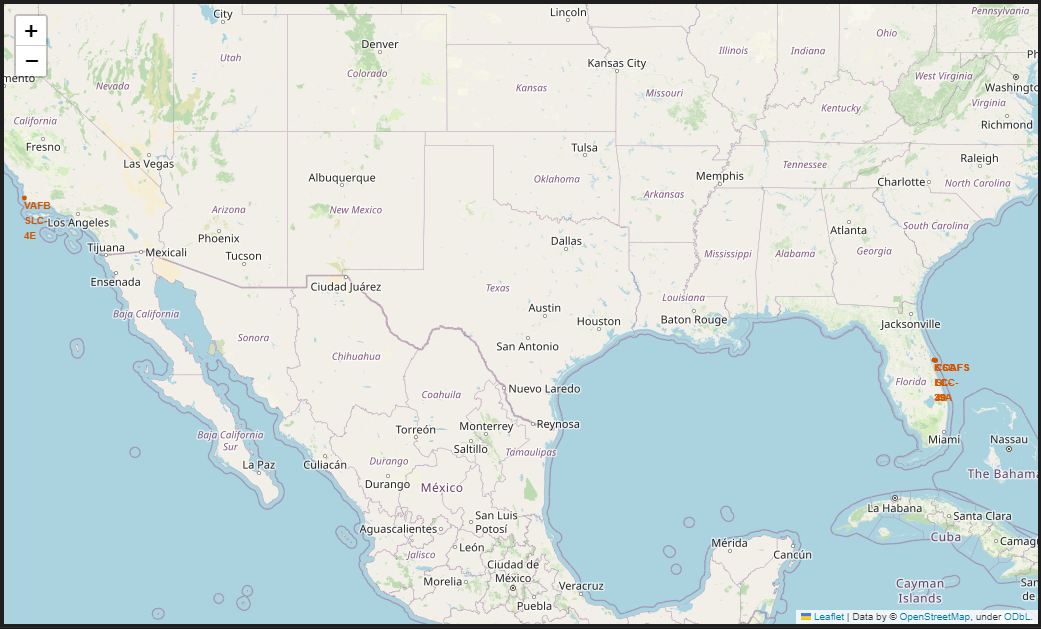 +
−
City
Lincoln
Pennsylvania
Ohio
Illinois
Indiana
Denver
Utah
Kansas City
Colorado
Nevada
Kansas
Missouri
West Virginia
Washingto
Virginia
mento
California
Kentucky
Richmond
Fresno
Las Vegas
Tulsa
Raleigh
Tennessee
Albuquerque
Memphis
Charlotte
North Carolina
Oklahoma
Arkansas
VAFB
SLC-
4E
Los Angeles
Arizona
New Mexico
South Carolina
Atlanta
Phoenix
Dallas
Georgia
Tijuana
Mexicali
Tucson
Mississippi
Alabama
Ensenada
Ciudad Juárez
Texas
Louisiana
Baja California
Austin
Houston
Baton Rouge
Jacksonville
Sonora
San Antonio
Chihuahua
Florida
Nuevo Laredo
Coahuila
Reynosa
Torreón
Monterrey
Miami
Nassau
Baja California
Sur
Saltillo
Tamaulipas
La Paz
Culiacán
Durango
The Bahama
Durango
México
La Habana
Santa Clara
San Luis
Potosí
Aguascalientes
Cuba
Camag
Mérida
Cancún
León
Jalisco
Ciudad de
México
Morelia
Veracruz
Cayman
Islands
San
de
Puebla
Leaflet | Data by © OpenStreetMap, under ODbL.